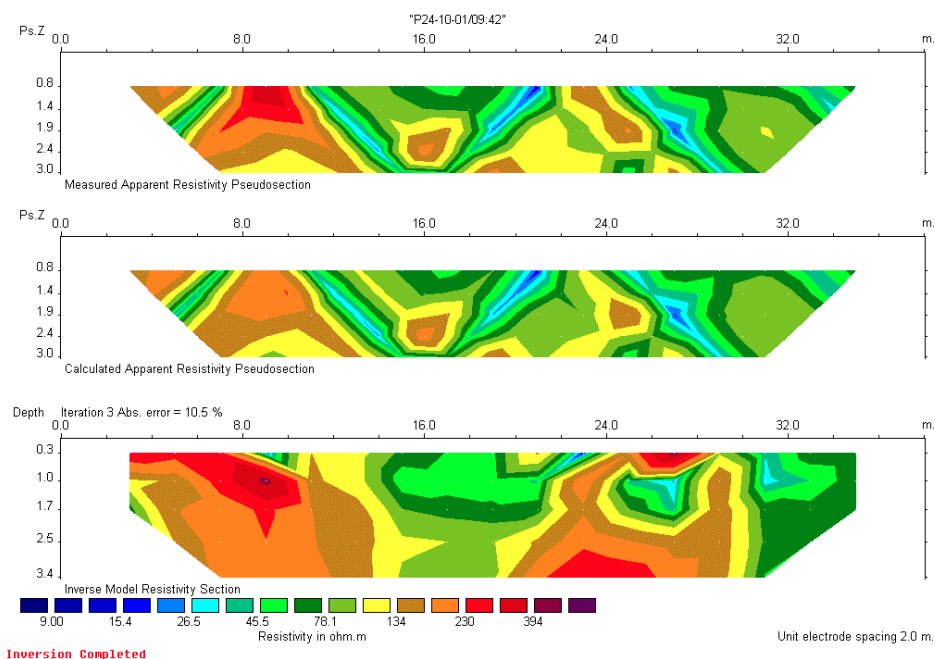 "P24-10-01/09:42"
Ps.Z 0.0 8.0 16.0 24.0 32.0 m.
0.8
1.4
1.9
2.4
3.0
Measured Apparent Resistivity Pseudosection
Ps.Z 0.0 8.0 16.0 24.0 32.0 m.
0.8
1.4
1.9
2.4
3.0
Calculated Apparent Resistivity Pseudosection
Depth Iteration 3 Abs. error = 10.5 %
0.0 8.0 16.0 24.0 32.0 m.
0.3
1.0
1.7
2.5
3.4
Inverse Model Resistivity Section
9.00 15.4 26.5 45.5 78.1 134 230 394
Resistivity in ohm.m
Unit electrode spacing 2.0 m.
Inversion Completed